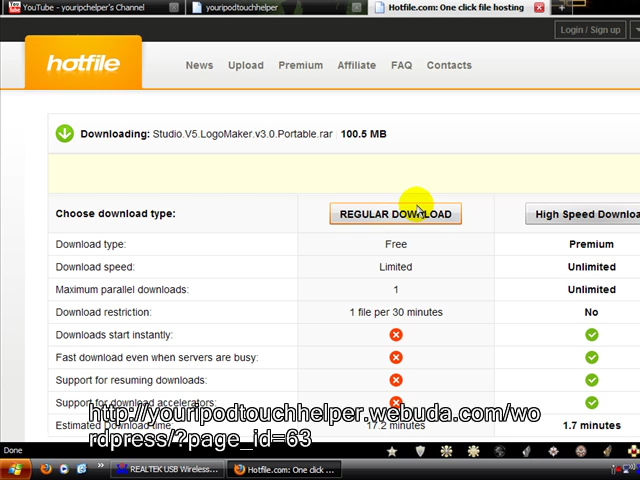 YouTube - youripchelper's Channel
youripodtouchhelper
Hotfile.com: One click file hosting
Login / Sign up
hotfile
News Upload Premium Affiliate FAQ Contacts
Downloading: Studio.V5.LogoMaker.v3.0.Portable.rar 100.5 MB
Choose download type: REGULAR DOWNLOAD High Speed Downloa
Download type: Free Premium
Download speed: Limited Unlimited
Maximum parallel downloads: 1 Unlimited
Download restriction: 1 file per 30 minutes No
Downloads start instantly:
Fast download even when servers are busy:
Support for resuming downloads:
Support for download accelerators:
Estimated Download time: 17.2 minutes 1.7 minutes
http://youripodtouchhelper.webuda.com/wo
rdpress/?page_id=63
Done
start REALTEK USB Wireless... Hotfile.com: One click ...